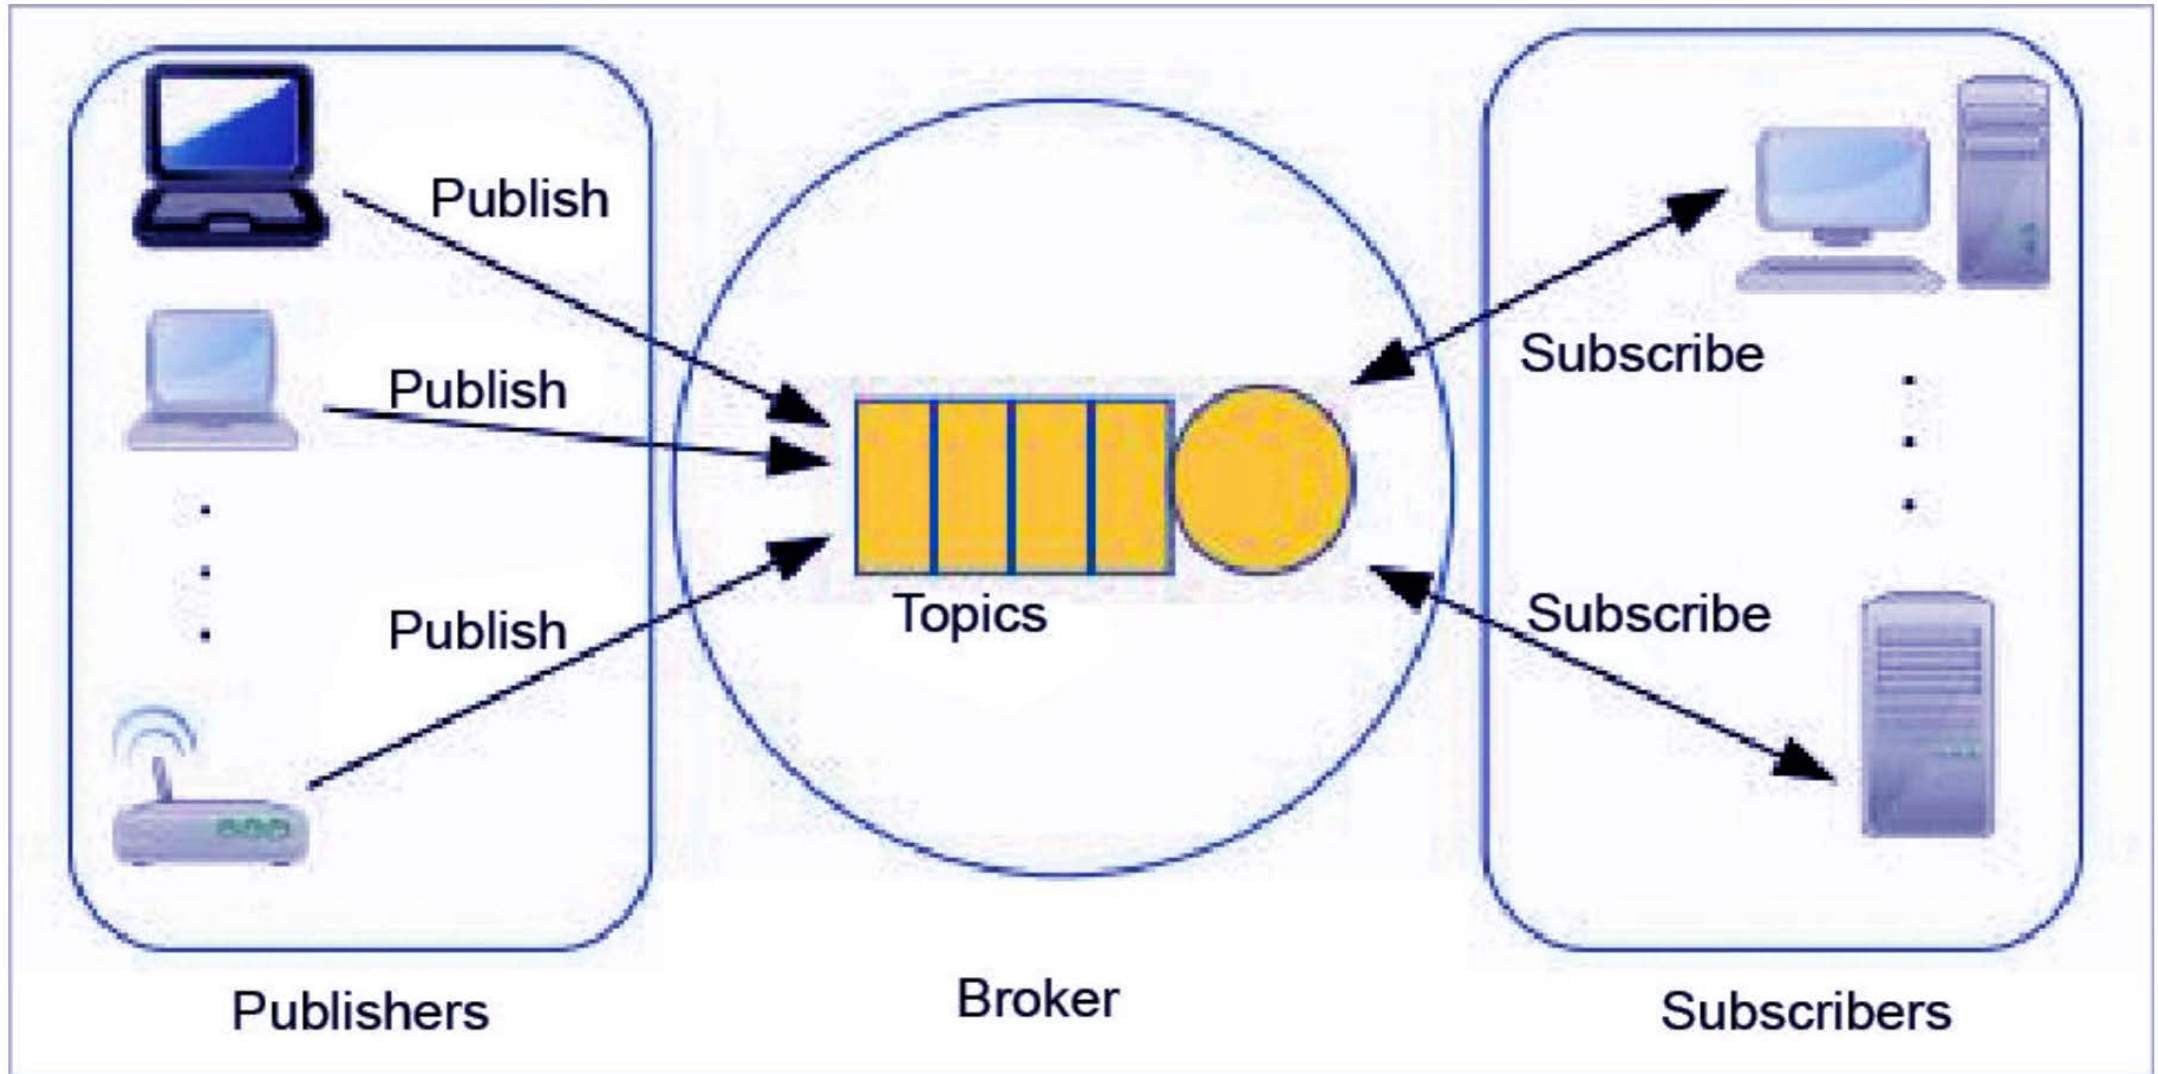 Publish
Publish
Publish
Topics
Subscribe
Subscribe
Publishers
Broker
Subscribers